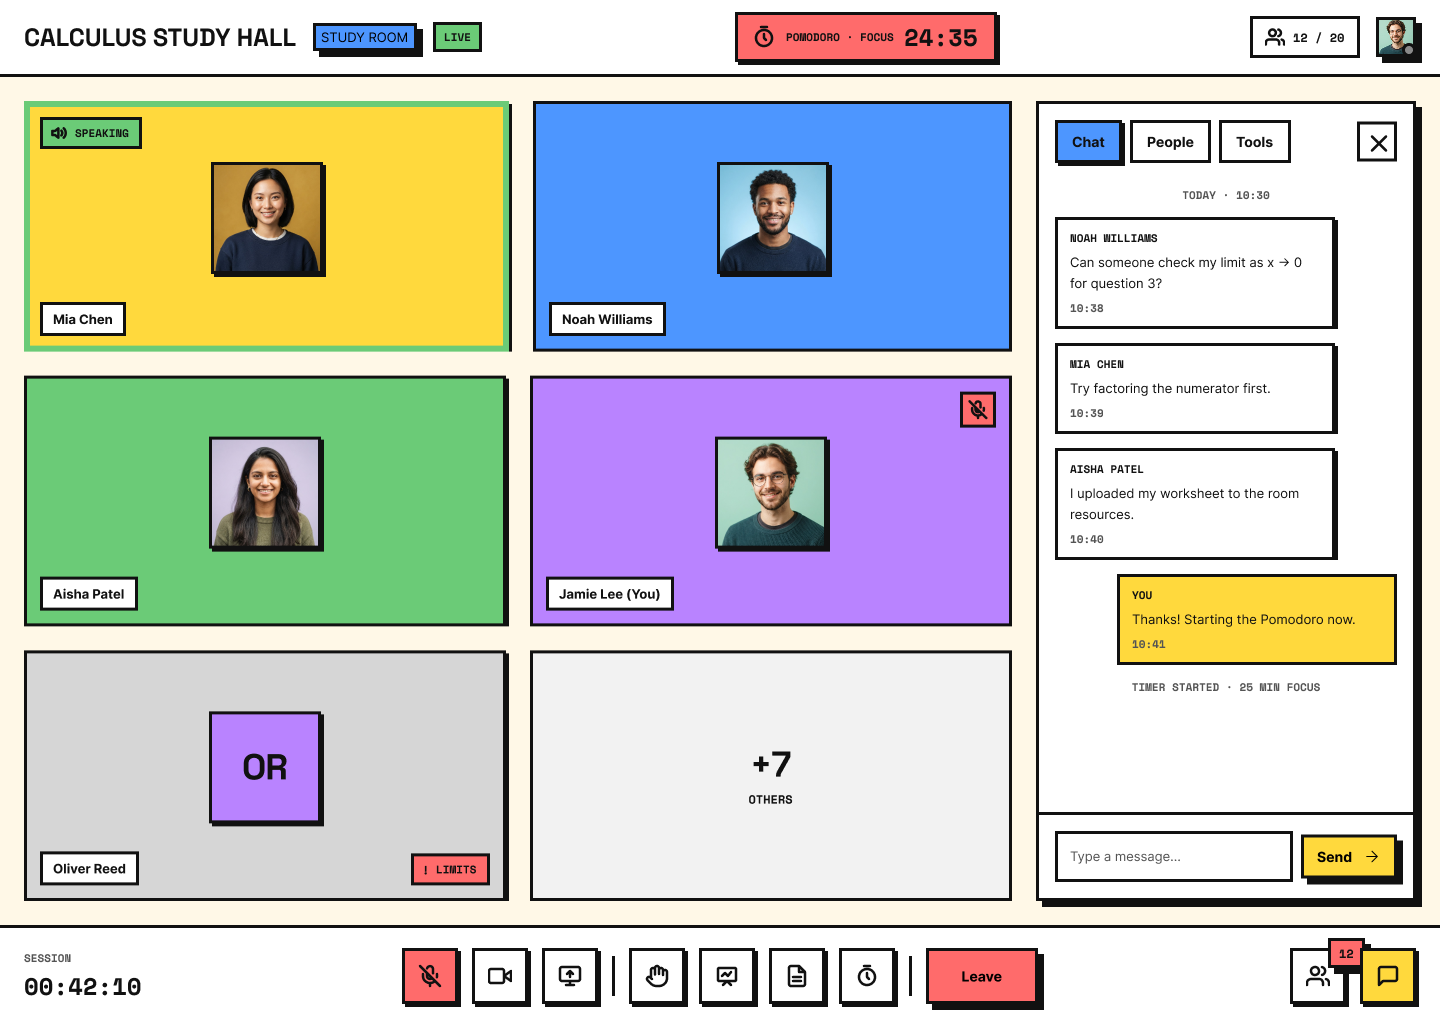 CALCULUS STUDY HALL
STUDY ROOM
LIVE
POMODORO · FOCUS
24:35
12 / 20
SPEAKING
Mia Chen
Noah Williams
Aisha Patel
Jamie Lee (You)
OR
Oliver Reed
! LIMITS
+7
OTHERS
Chat
People
Tools
TODAY · 10:30
NOAH WILLIAMS
Can someone check my limit as x → 0
for question 3?
10:38
MIA CHEN
Try factoring the numerator first.
10:39
AISHA PATEL
I uploaded my worksheet to the room
resources.
10:40
YOU
Thanks! Starting the Pomodoro now.
10:41
TIMER STARTED · 25 MIN FOCUS
Type a message...
Send →
SESSION
00:42:10
Leave
12